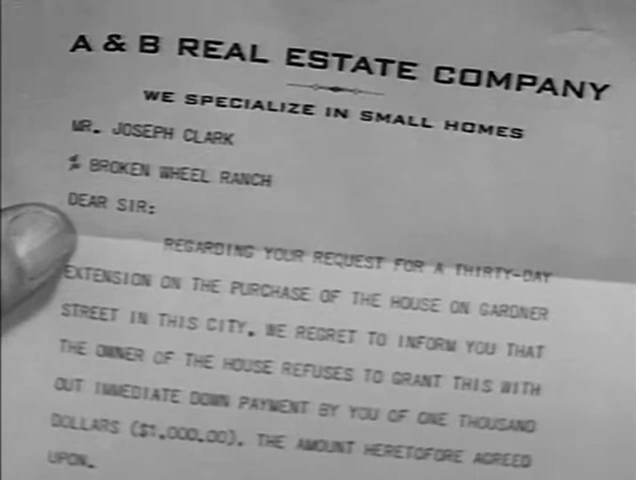 A & B REAL ESTATE COMPANY
WE SPECIALIZE IN SMALL HOMES
MR. JOSEPH CLARK
℅ BROKEN WHEEL RANCH
DEAR SIR:
REGARDING YOUR REQUEST FOR A THIRTY-DAY
EXTENSION ON THE PURCHASE OF THE HOUSE ON GARDNER
STREET IN THIS CITY. WE REGRET TO INFORM YOU THAT
THE OWNER OF THE HOUSE REFUSES TO GRANT THIS WITH
OUT IMMEDIATE DOWN PAYMENT BY YOU OF ONE THOUSAND
DOLLARS ($1,000.00). THE AMOUNT HERETOFORE AGREED
UPON.